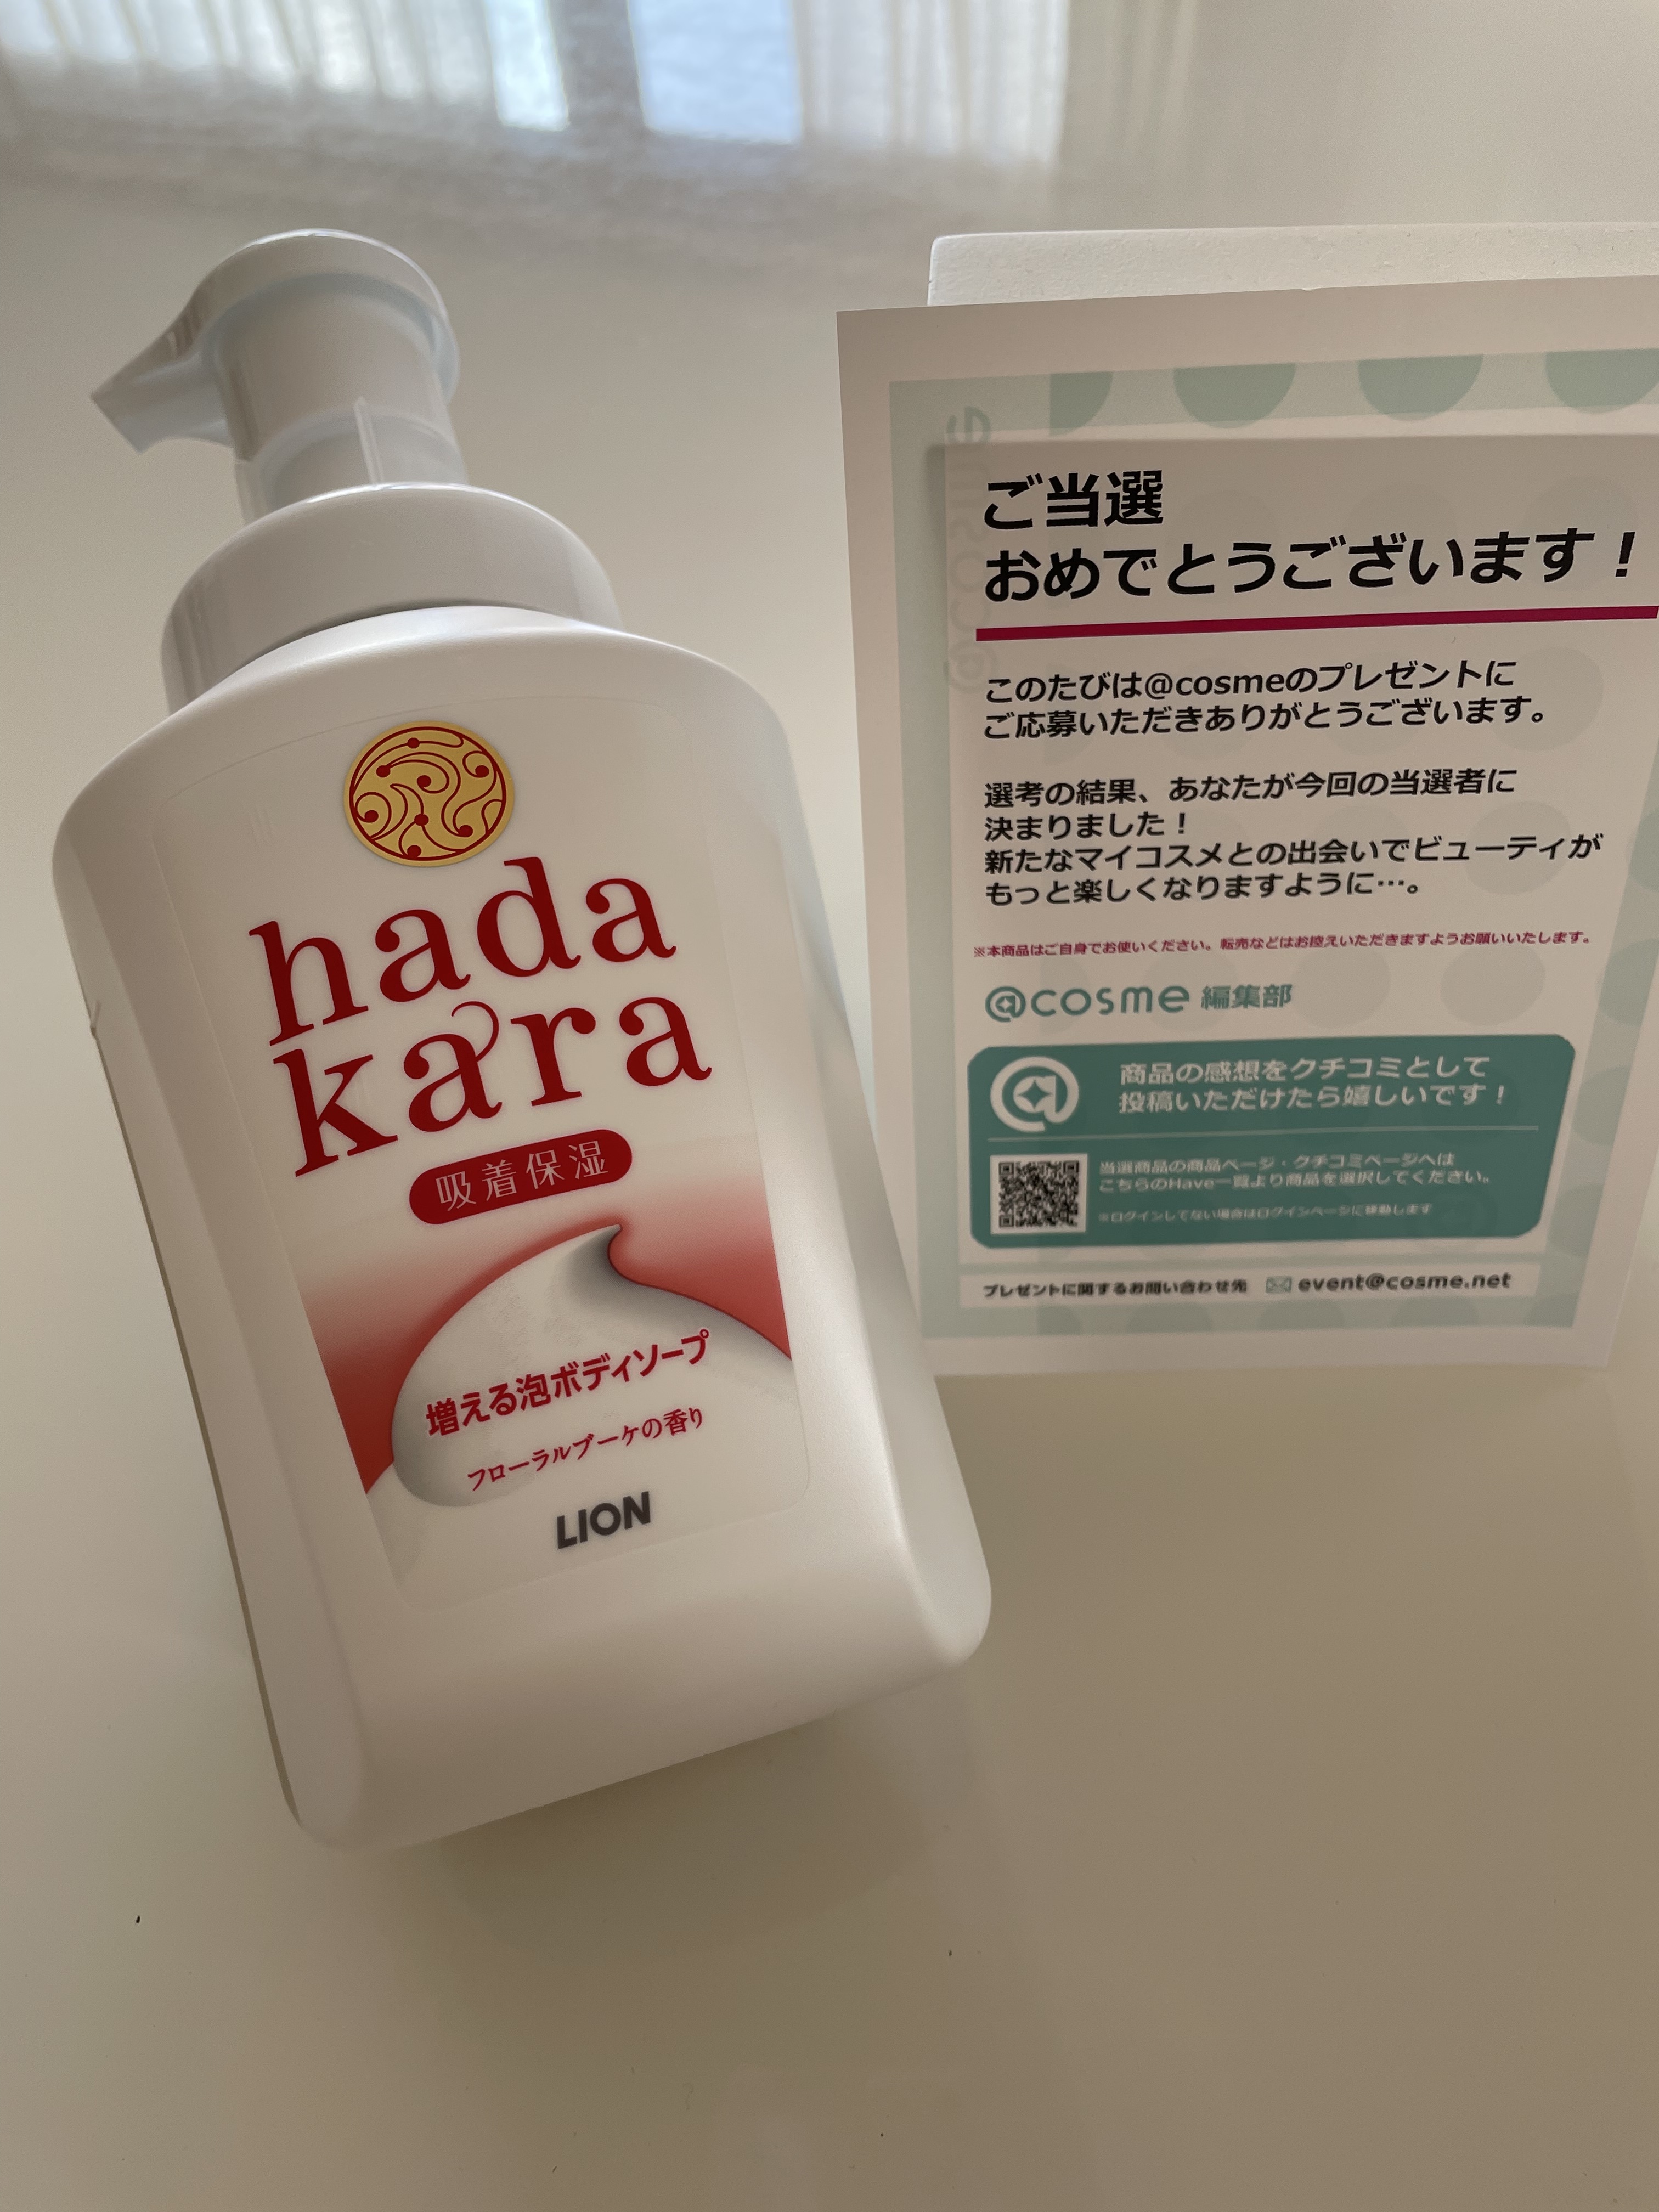 hada
kara
吸着保湿
増える泡ボディソープ
フローラルブーケの香り
LION
ご当選
おめでとうございます！
このたびは@cosmeのプレゼントに
ご応募いただきありがとうございます。
選考の結果、あなたが今回の当選者に
決まりました！
新たなマイコスメとの出会いでビューティが
もっと楽しくなりますように…。
※本商品はご自身でお使いください。転売などはお控えいただきますようお願いいたします。
@cosme 編集部
商品の感想をクチコミとして
投稿いただけたら嬉しいです！
当選商品の商品ページ・クチコミページへは
こちらのHave一覧より商品を選択してください。
※ログインしてない場合はログインページに移動します
プレゼントに関するお問い合わせ先 event@cosme.net
@cosme